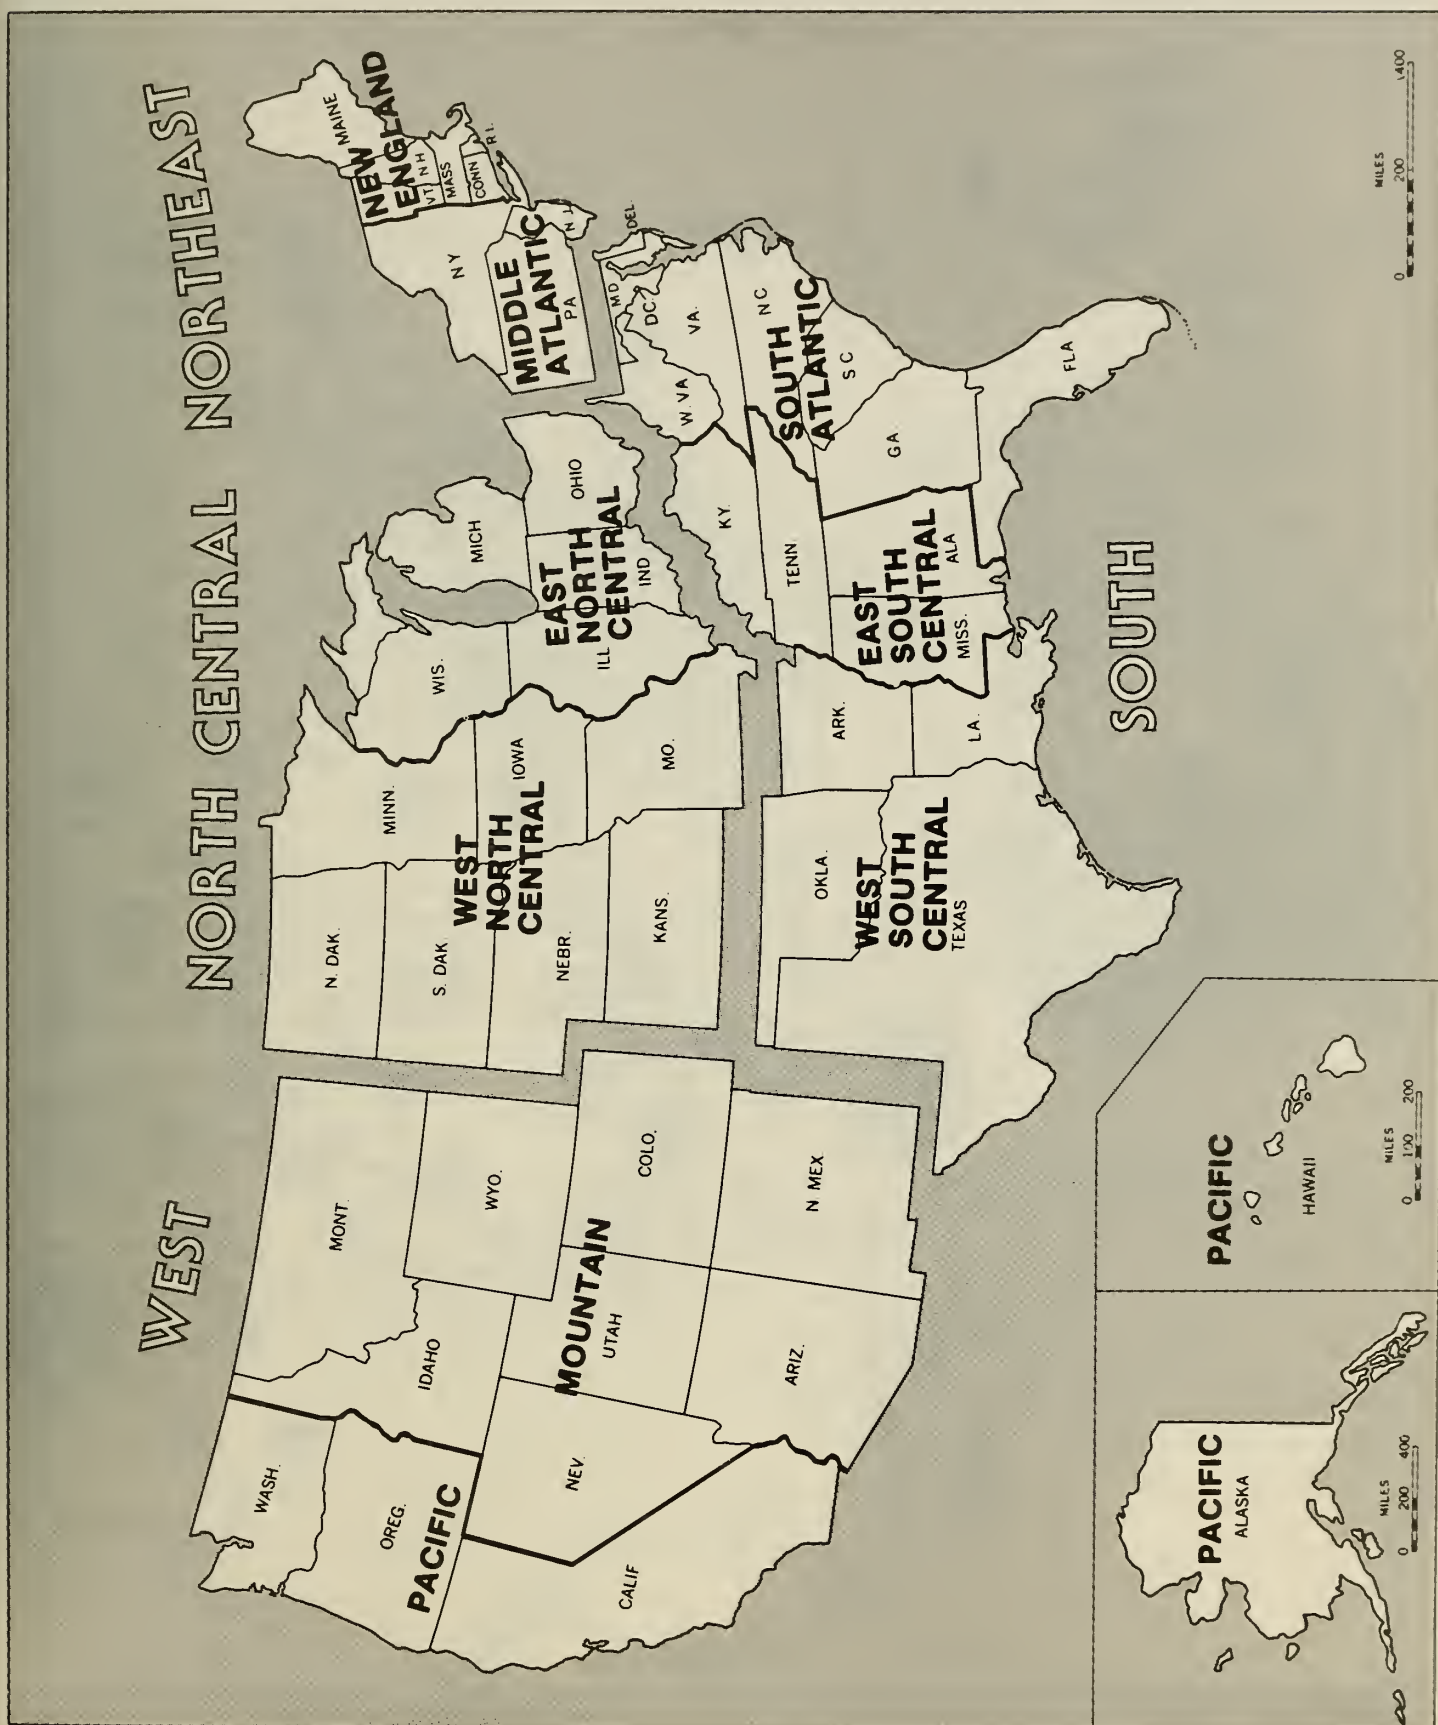 WEST
NORTH CENTRAL
NORTHEAST
WASH.
OREG.
PACIFIC
CALIF
NEV.
IDAHO
MONT.
WYO.
MOUNTAIN
UTAH
COLO.
ARIZ.
N. MEX
N. DAK.
S. DAK
MINN.
WEST
NORTH
CENTRAL
NEBR.
IOWA
KANS.
MO.
WIS.
MICH
EAST
NORTH
CENTRAL
ILL
IND
OHIO
NEW
ENGLAND
MAINE
VT.
NH
MASS
CONN
R.I.
NY
MIDDLE
ATLANTIC
PA
N.J.
DEL.
MD
DC.
VA.
W. VA
NC
SOUTH
ATLANTIC
SC
GA.
FLA
KY.
TENN.
EAST
SOUTH
CENTRAL
MISS.
ALA
ARK.
LA.
OKLA.
WEST
SOUTH
CENTRAL
TEXAS
SOUTH
PACIFIC
ALASKA
MILES
0 200 400
PACIFIC
HAWAII
MILES
0 100 200
MILES
0 200 400